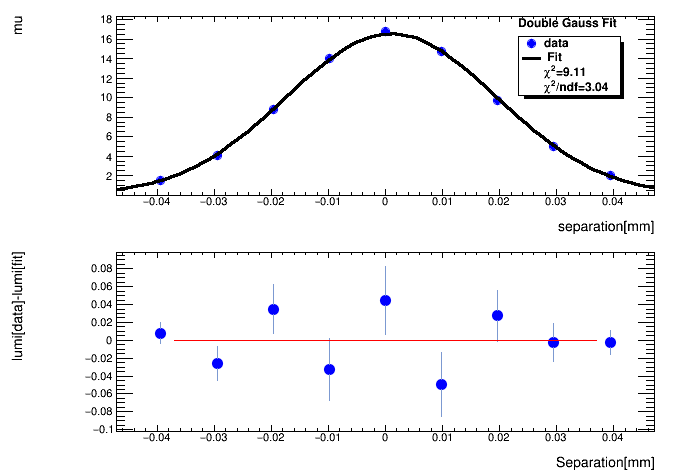 mu
18
16
14
12
10
8
6
4
2
Double Gauss Fit
data
Fit
χ²=9.11
χ²/ndf=3.04
−0.04 −0.03 −0.02 −0.01 0 0.01 0.02 0.03 0.04
separation[mm]
lumi[data]-lumi[fit]
0.08
0.06
0.04
0.02
0
−0.02
−0.04
−0.06
−0.08
−0.1
−0.04 −0.03 −0.02 −0.01 0 0.01 0.02 0.03 0.04
Separation[mm]